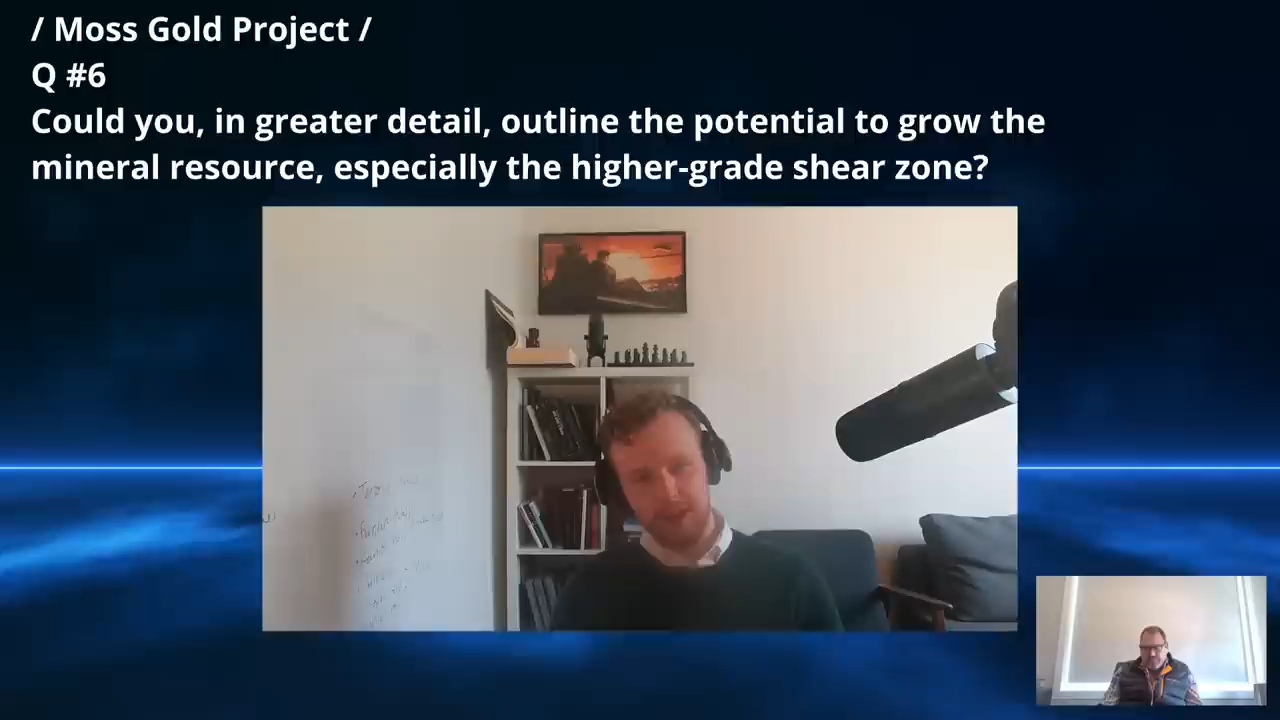 / Moss Gold Project /
Q #6
Could you, in greater detail, outline the potential to grow the
mineral resource, especially the higher-grade shear zone?